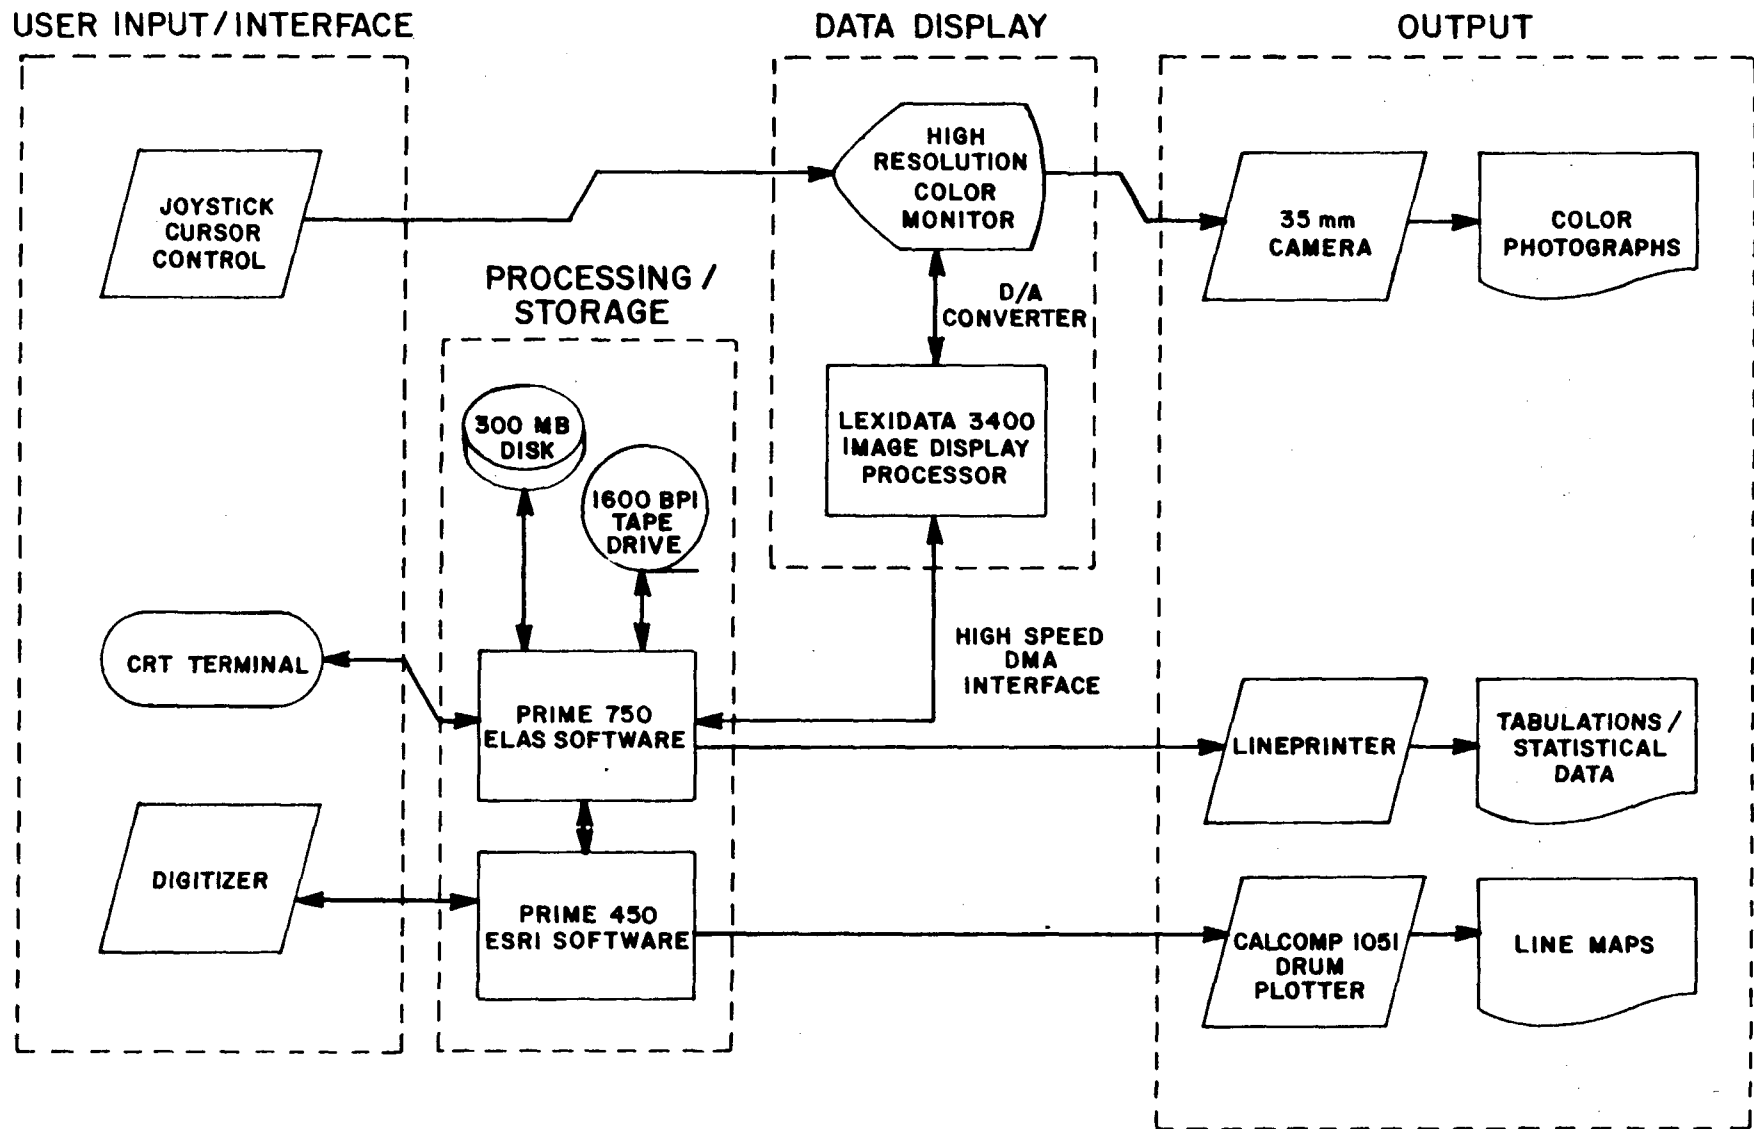 USER INPUT/INTERFACE
DATA DISPLAY
OUTPUT
JOYSTICK
CURSOR
CONTROL
HIGH
RESOLUTION
COLOR
MONITOR
35 mm
CAMERA
COLOR
PHOTOGRAPHS
PROCESSING/
STORAGE
D/A
CONVERTER
300 MB
DISK
1600 BPI
TAPE
DRIVE
LEXIDATA 3400
IMAGE DISPLAY
PROCESSOR
CRT TERMINAL
HIGH SPEED
DMA
INTERFACE
PRIME 750
ELAS SOFTWARE
LINEPRINTER
TABULATIONS/
STATISTICAL
DATA
DIGITIZER
PRIME 450
ESRI SOFTWARE
CALCOMP 1051
DRUM
PLOTTER
LINE MAPS